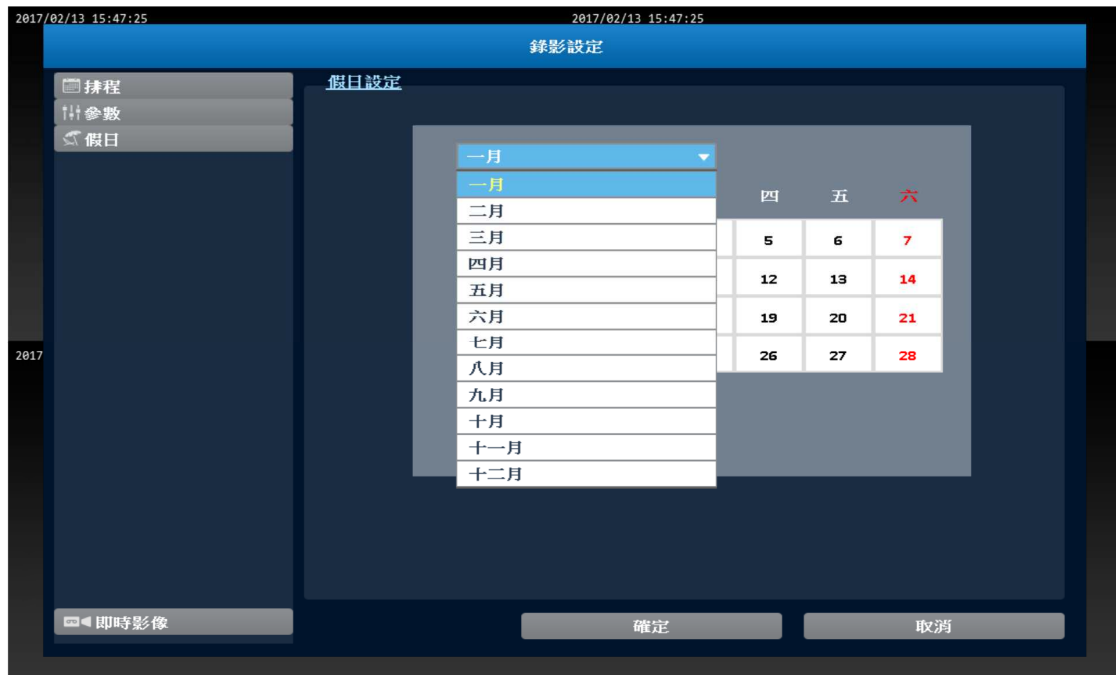 2017/02/13 15:47:25 2017/02/13 15:47:25
錄影設定
排程
參數
假日
假日設定
一月
四 五 六
一月
二月
三月
四月
五月
六月
七月
八月
九月
十月
十一月
十二月
5 6 7
12 13 14
19 20 21
26 27 28
2017
即時影像
確定 取消